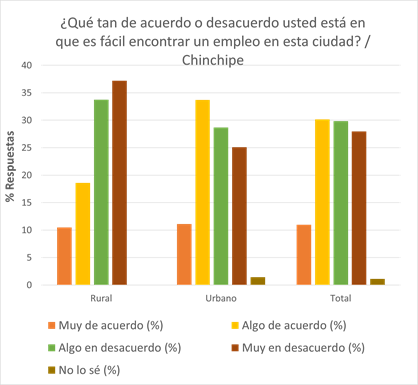 ¿Qué tan de acuerdo o desacuerdo usted está en
que es fácil encontrar un empleo en esta ciudad? /
Chinchipe
% Respuestas
40
35
30
25
20
15
10
5
0
Rural Urbano Total
Muy de acuerdo (%) Algo de acuerdo (%)
Algo en desacuerdo (%) Muy en desacuerdo (%)
No lo sé (%)